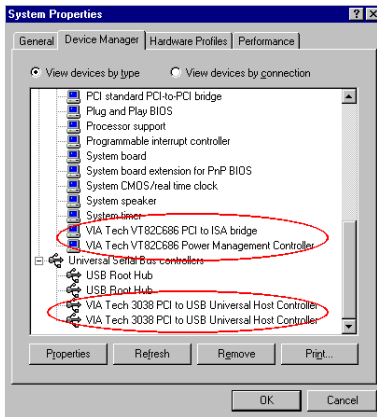 System Properties
General Device Manager Hardware Profiles Performance
View devices by type View devices by connection
PCI standard PCI-to-PCI bridge
Plug and Play BIOS
Processor support
Programmable interrupt controller
System board
System board extension for PnP BIOS
System CMOS/real time clock
System speaker
System timer
VIA Tech VT82C686 PCI to ISA bridge
VIA Tech VT82C686 Power Management Controller
Universal Serial Bus controllers
USB Root Hub
USB Root Hub
VIA Tech 3038 PCI to USB Universal Host Controller
VIA Tech 3038 PCI to USB Universal Host Controller
Properties Refresh Remove Print...
OK Cancel